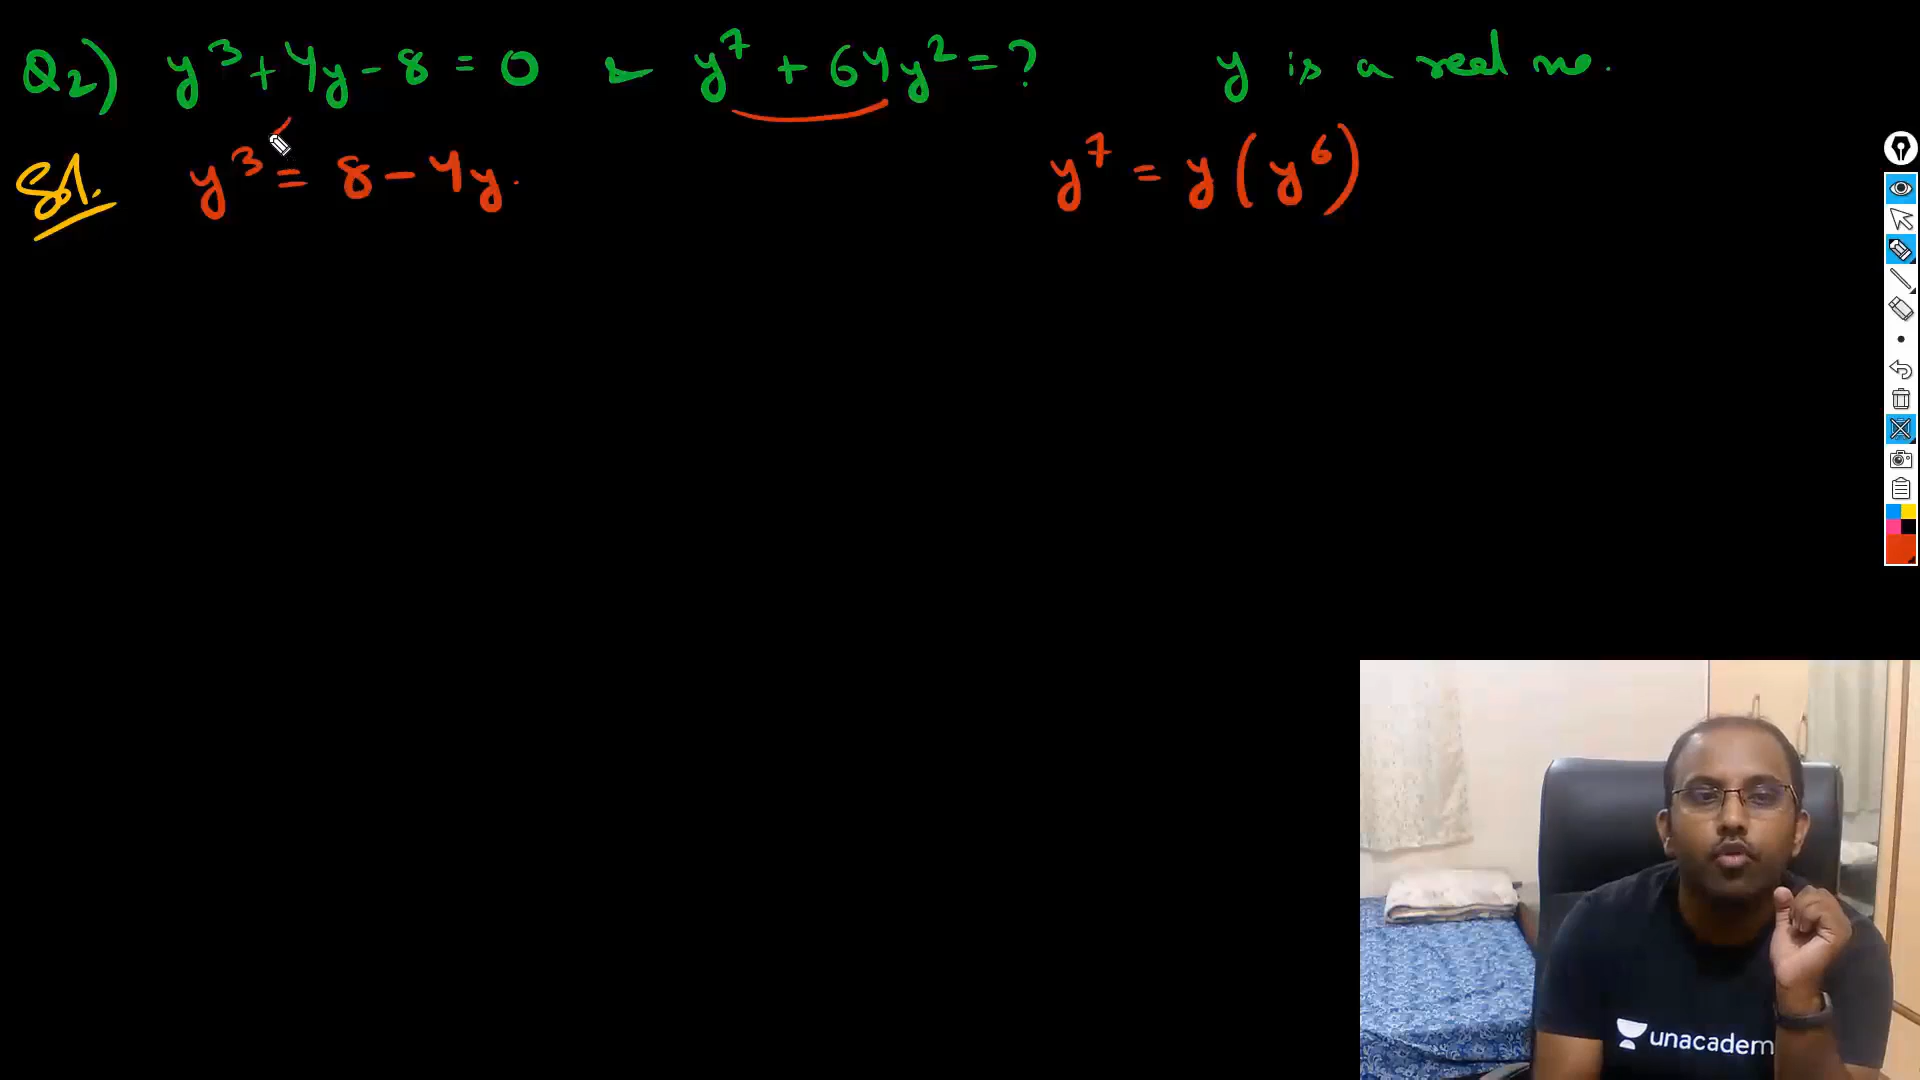 Q2) y³ + 4y - 8 = 0 & y⁷ + 64y² = ? y is a real no.
Sol. y³ = 8 - 4y. y⁷ = y (y⁶)
unacadem